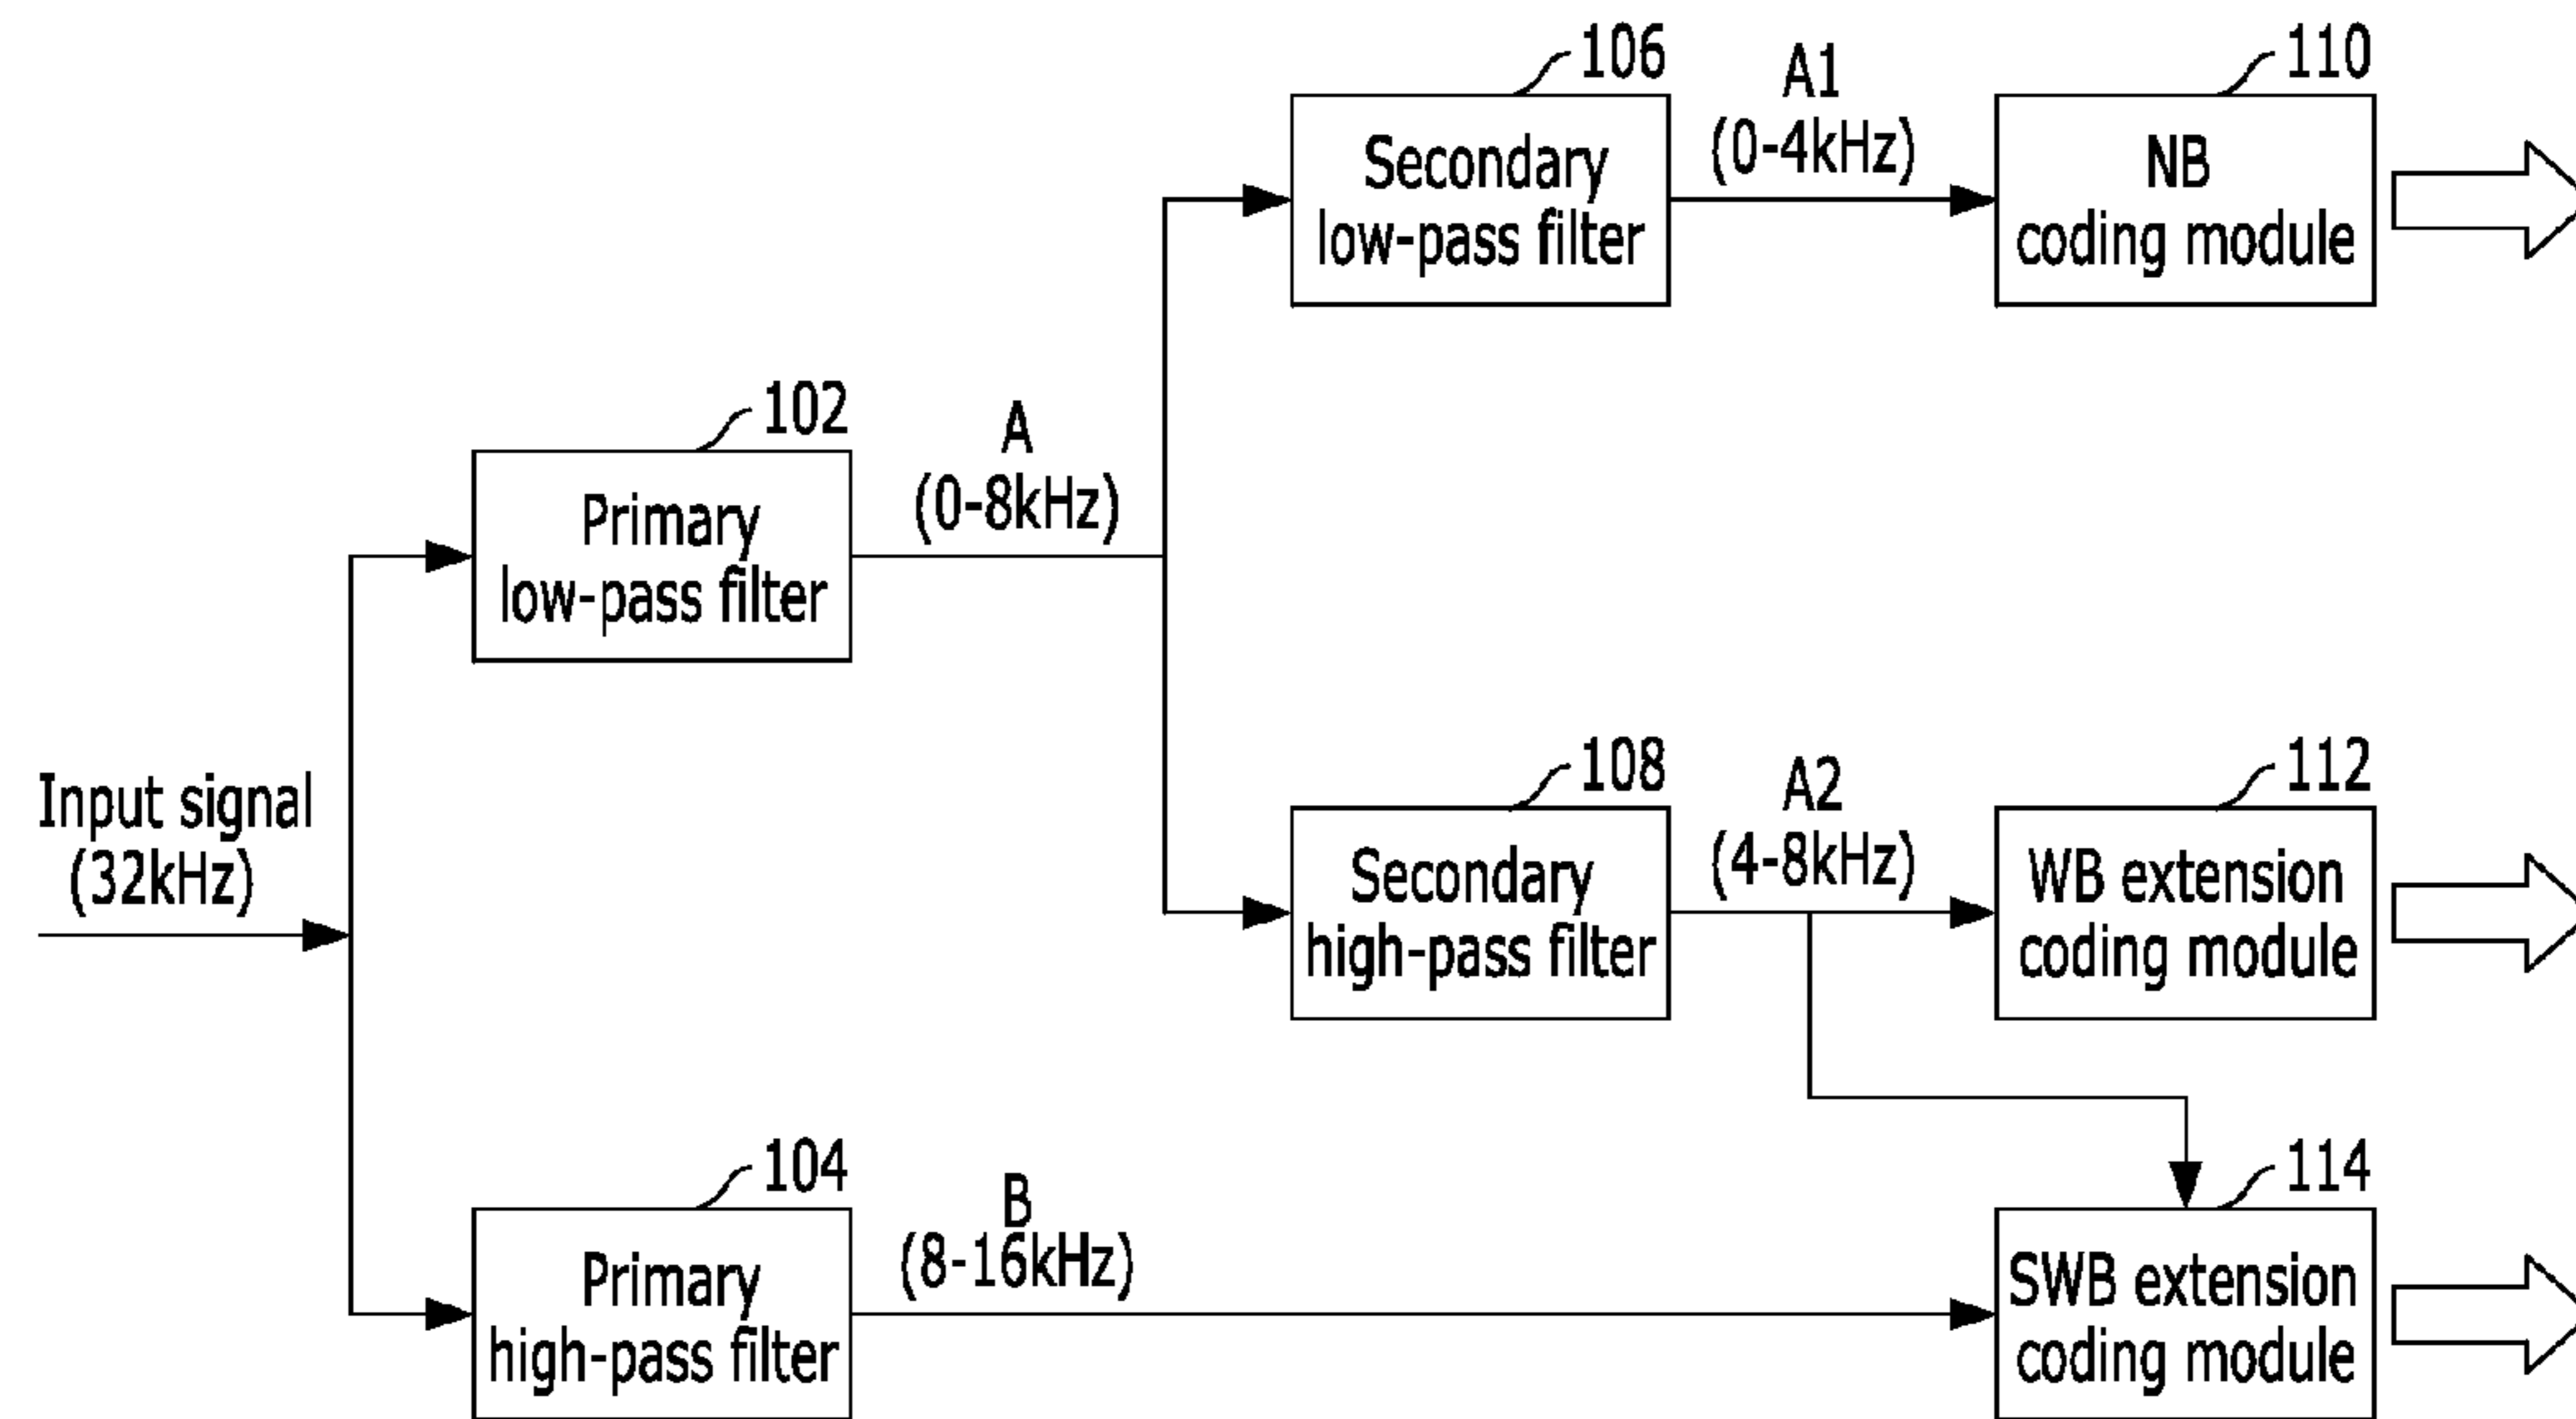 106
A1
(0-4kHz)
110
Secondary
low-pass filter
NB
coding module
102
A
(0-8kHz)
Primary
low-pass filter
108
A2
(4-8kHz)
112
Input signal
(32kHz)
Secondary
high-pass filter
WB extension
coding module
104
B
(8-16kHz)
114
Primary
high-pass filter
SWB extension
coding module